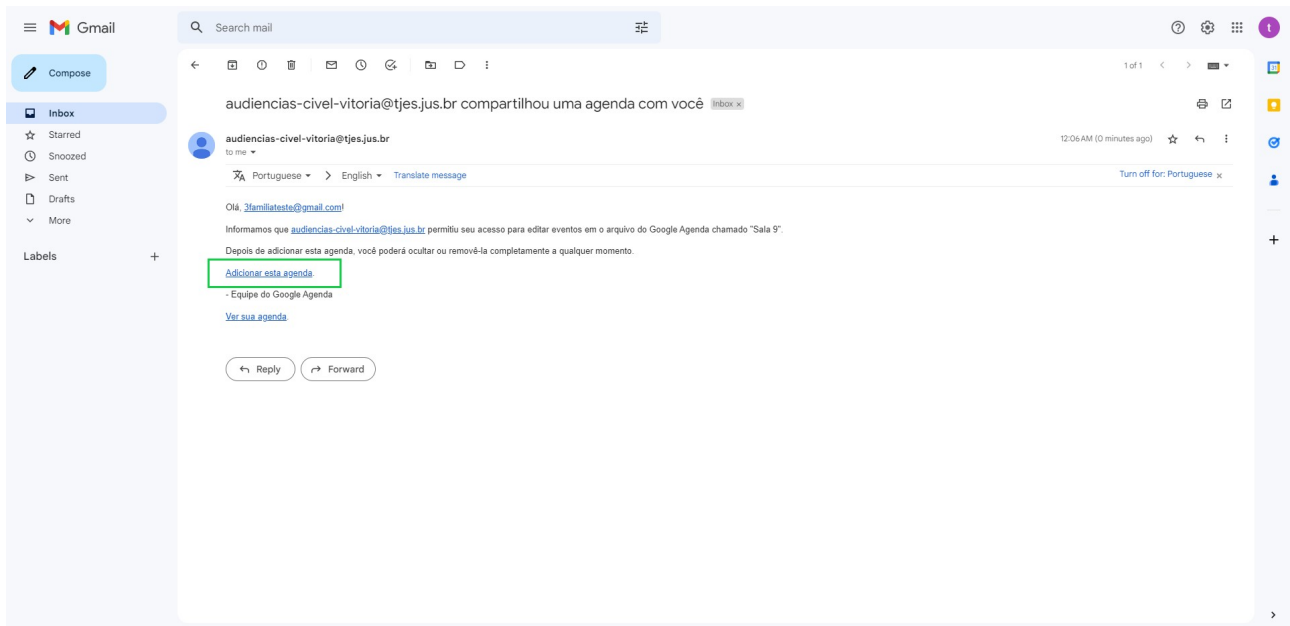 Gmail
Search mail
t
Compose
1 of 1
Inbox
Starred
Snoozed
Sent
Drafts
More
Labels
audiencias-civel-vitoria@tjes.jus.br compartilhou uma agenda com você Inbox x
audiencias-civel-vitoria@tjes.jus.br
12:06 AM (0 minutes ago)
to me
Portuguese > English Translate message
Turn off for: Portuguese x
Olá, 3familiateste@gmail.com!
Informamos que audiencias-civel-vitoria@tjes.jus.br permitiu seu acesso para editar eventos em o arquivo do Google Agenda chamado "Sala 9".
Depois de adicionar esta agenda, você poderá ocultar ou removê-la completamente a qualquer momento.
Adicionar esta agenda.
- Equipe do Google Agenda
Ver sua agenda.
Reply
Forward